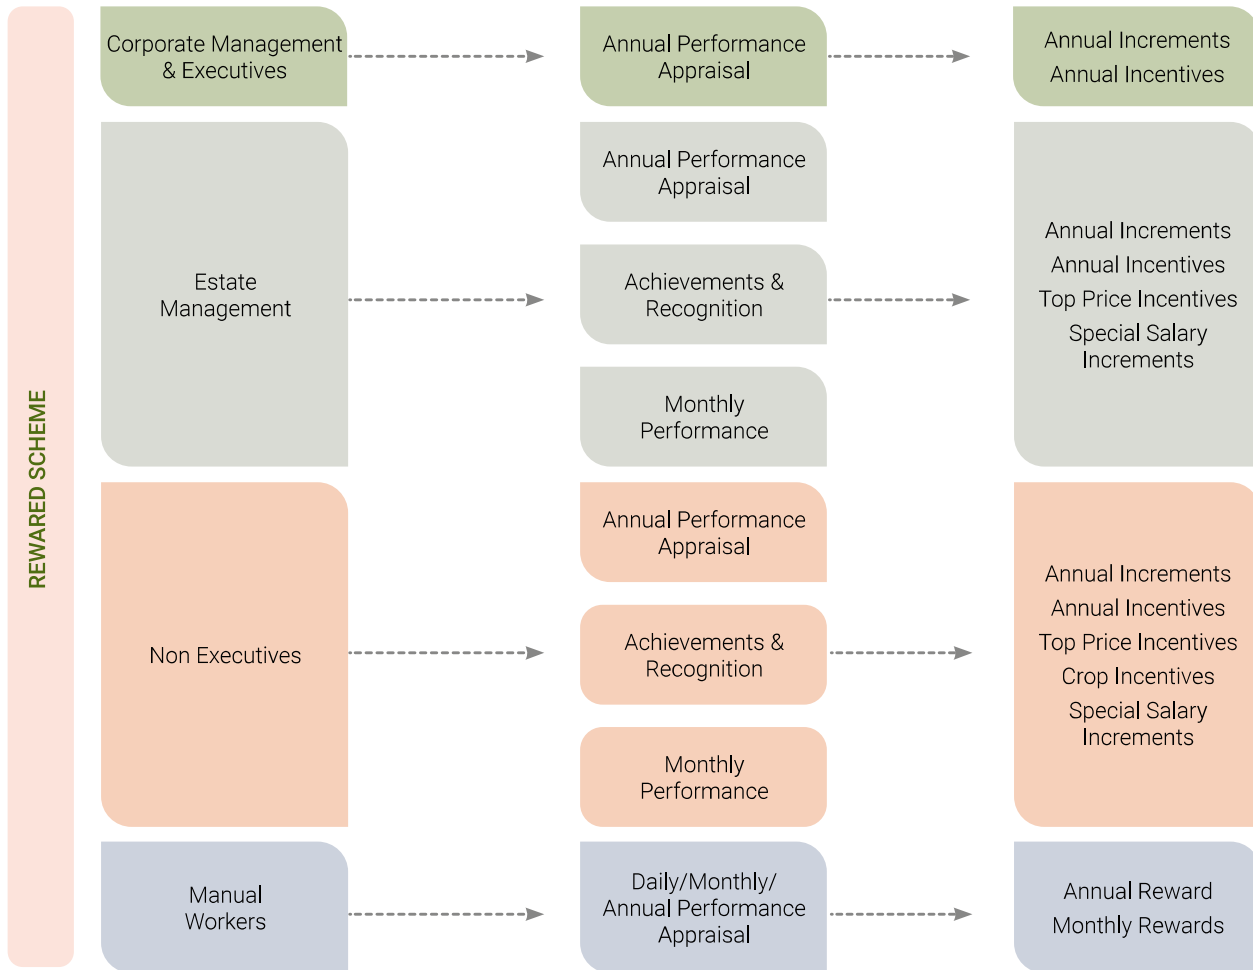 REWARED SCHEME
Corporate Management
& Executives
Annual Performance
Appraisal
Annual Increments
Annual Incentives
Estate
Management
Annual Performance
Appraisal
Achievements &
Recognition
Monthly
Performance
Annual Increments
Annual Incentives
Top Price Incentives
Special Salary
Increments
Non Executives
Annual Performance
Appraisal
Achievements &
Recognition
Monthly
Performance
Annual Increments
Annual Incentives
Top Price Incentives
Crop Incentives
Special Salary
Increments
Manual
Workers
Daily/Monthly/
Annual Performance
Appraisal
Annual Reward
Monthly Rewards